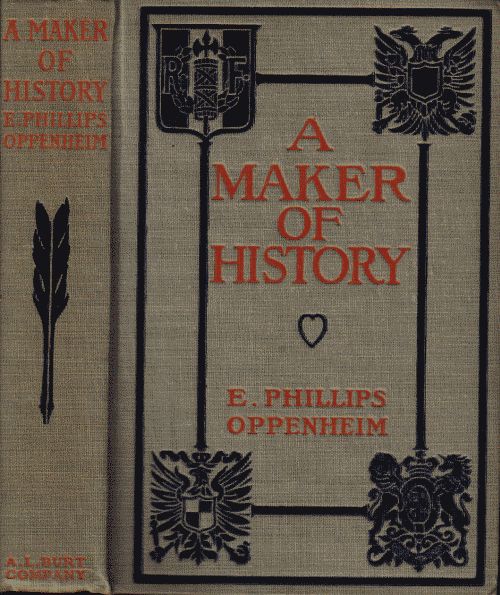 A MAKER
OF
HISTORY
E. PHILLIPS
OPPENHEIM
A. L. BURT
COMPANY
R F
A
MAKER
OF
HISTORY
E. PHILLIPS
OPPENHEIM